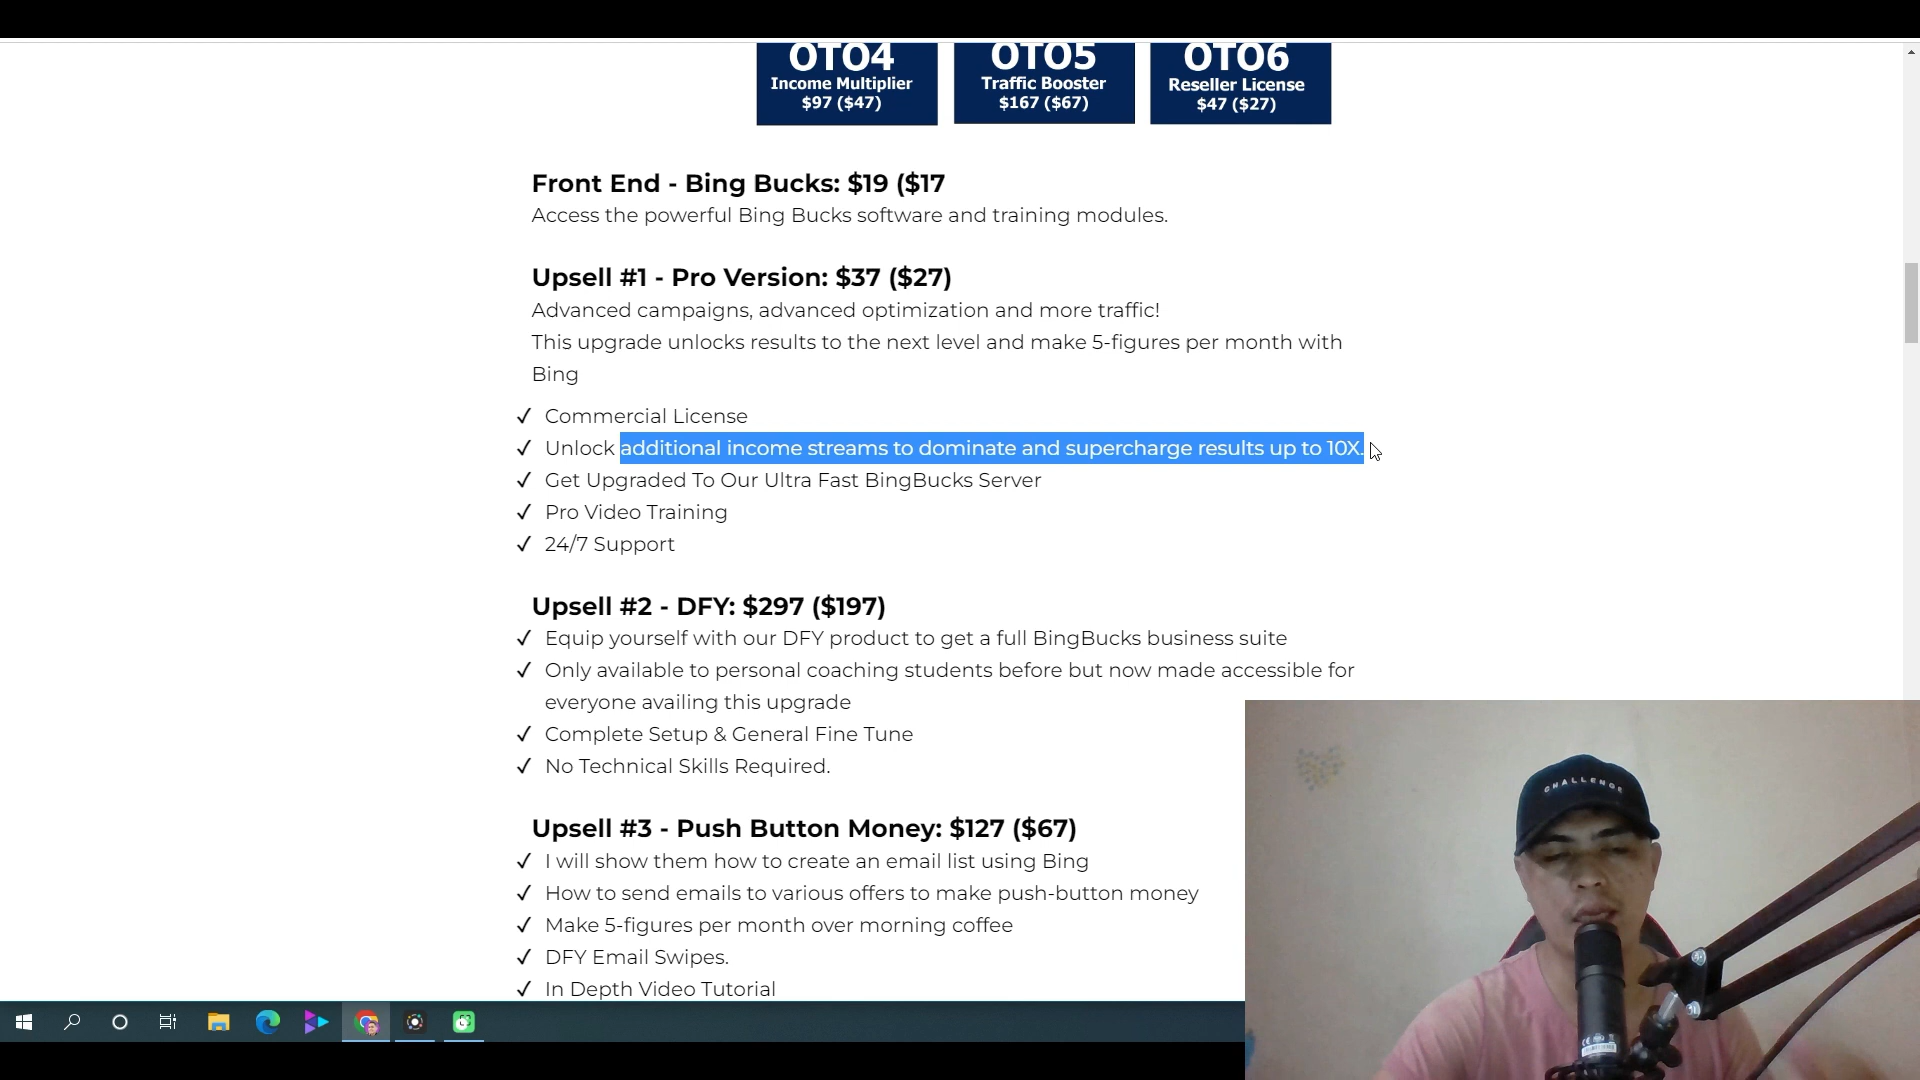 OTO4
Income Multiplier
$97 ($47)
OTO5
Traffic Booster
$167 ($67)
OTO6
Reseller License
$47 ($27)
Front End - Bing Bucks: $19 ($17
Access the powerful Bing Bucks software and training modules.
Upsell #1 - Pro Version: $37 ($27)
Advanced campaigns, advanced optimization and more traffic!
This upgrade unlocks results to the next level and make 5-figures per month with
Bing
✓ Commercial License
✓ Unlock additional income streams to dominate and supercharge results up to 10X.
✓ Get Upgraded To Our Ultra Fast BingBucks Server
✓ Pro Video Training
✓ 24/7 Support
Upsell #2 - DFY: $297 ($197)
✓ Equip yourself with our DFY product to get a full BingBucks business suite
✓ Only available to personal coaching students before but now made accessible for
everyone availing this upgrade
✓ Complete Setup & General Fine Tune
✓ No Technical Skills Required.
Upsell #3 - Push Button Money: $127 ($67)
✓ I will show them how to create an email list using Bing
✓ How to send emails to various offers to make push-button money
✓ Make 5-figures per month over morning coffee
✓ DFY Email Swipes.
✓ In Depth Video Tutorial
CHALLENGE